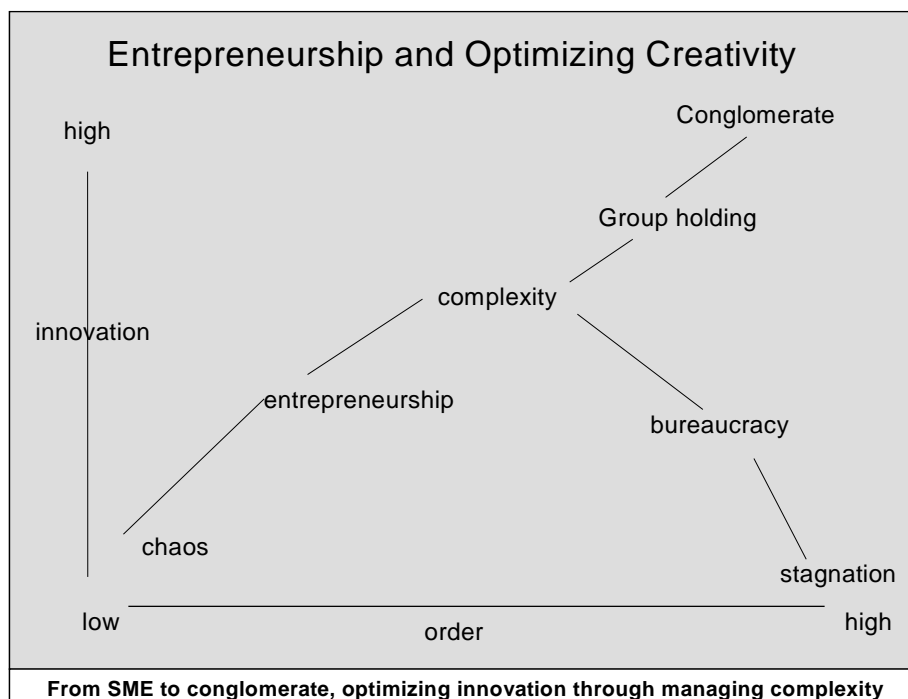 Entrepreneurship and Optimizing Creativity
Conglomerate
high
Group holding
complexity
innovation
entrepreneurship
bureaucracy
chaos
stagnation
low
order
high
From SME to conglomerate, optimizing innovation through managing complexity